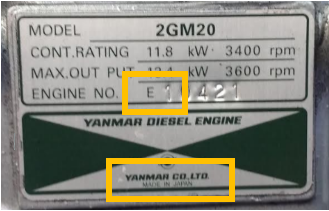 MODEL 2GM20
CONT.RATING 11.8 kW 3400 rpm
MAX.OUT PUT kW 3600 rpm
ENGINE NO. E
YANMAR DIESEL ENGINE
YANMAR CO.,LTD.
MADE IN JAPAN